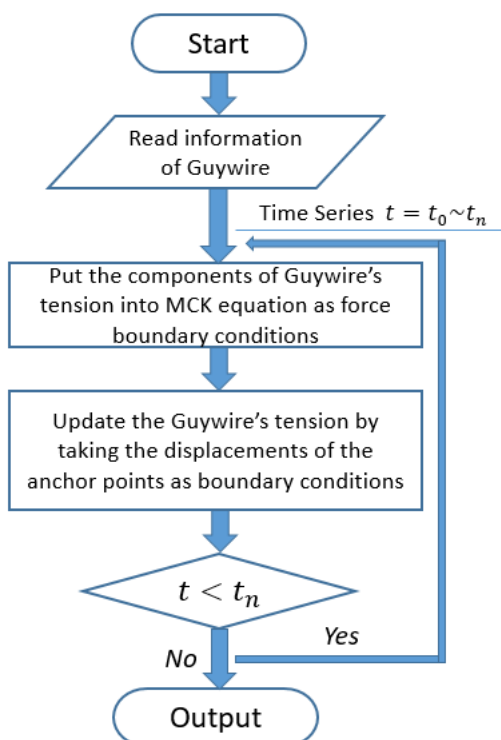 Start
Read information
of Guywire
Time Series t = t₀~tₙ
Put the components of Guywire's
tension into MCK equation as force
boundary conditions
Update the Guywire's tension by
taking the displacements of the
anchor points as boundary conditions
t < tₙ
Yes
No
Output